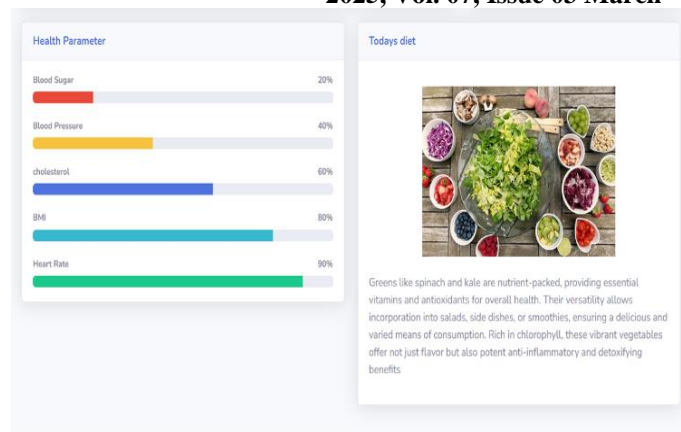 2025, Vol. 07, Issue 03 March
Health Parameter
Blood Sugar 20%
Blood Pressure 40%
cholesterol 60%
BMI 80%
Heart Rate 90%
Todays diet
Greens like spinach and kale are nutrient-packed, providing essential
vitamins and antioxidants for overall health. Their versatility allows
incorporation into salads, side dishes, or smoothies, ensuring a delicious and
varied means of consumption. Rich in chlorophyll, these vibrant vegetables
offer not just flavor but also potent anti-inflammatory and detoxifying
benefits